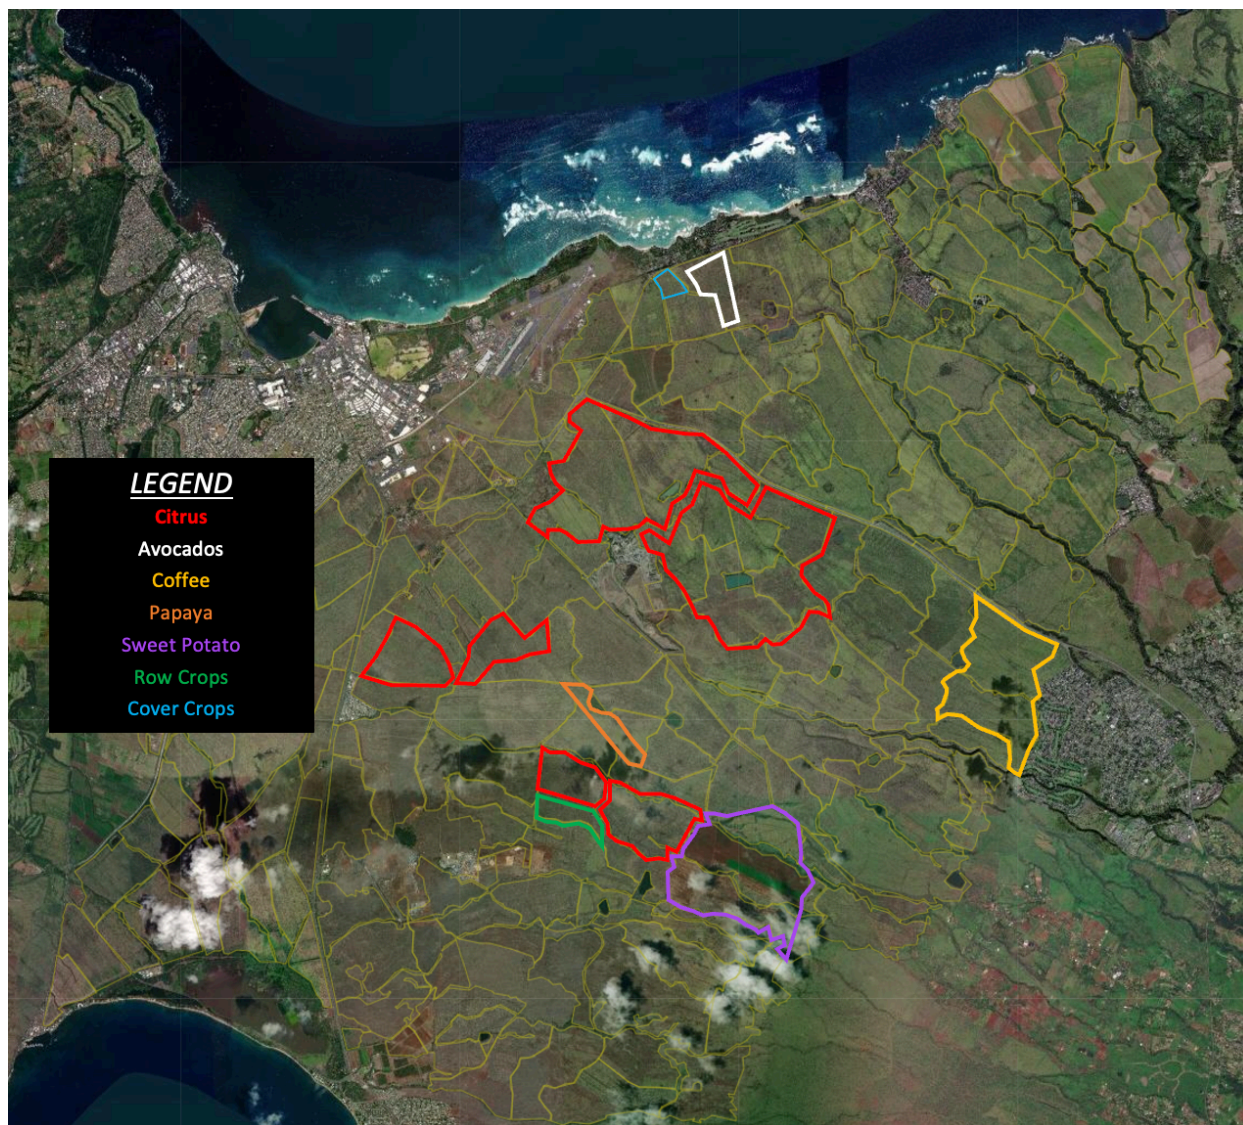 LEGEND
Citrus
Avocados
Coffee
Papaya
Sweet Potato
Row Crops
Cover Crops